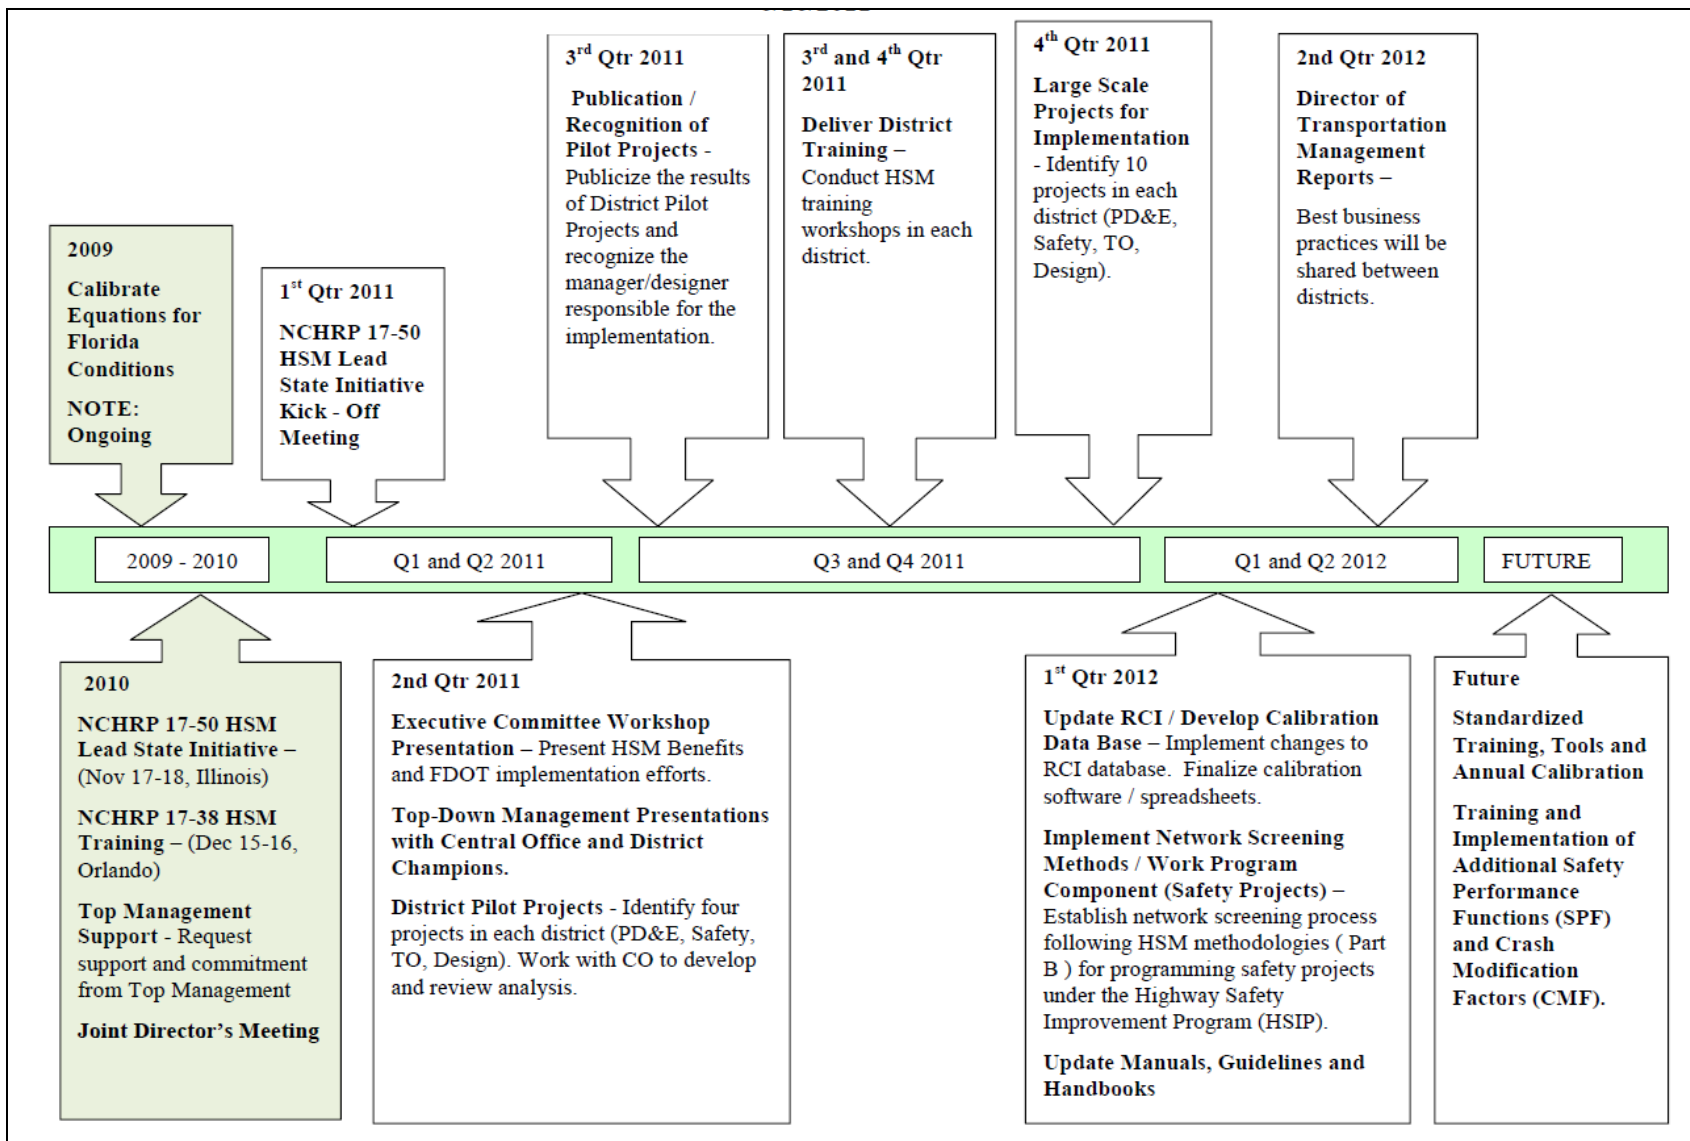 2009
Calibrate
Equations for
Florida
Conditions
NOTE:
Ongoing
1st Qtr 2011
NCHRP 17-50
HSM Lead
State Initiative
Kick - Off
Meeting
3rd Qtr 2011
Publication /
Recognition of
Pilot Projects -
Publicize the results
of District Pilot
Projects and
recognize the
manager/designer
responsible for the
implementation.
3rd and 4th Qtr
2011
Deliver District
Training –
Conduct HSM
training
workshops in each
district.
4th Qtr 2011
Large Scale
Projects for
Implementation
- Identify 10
projects in each
district (PD&E,
Safety, TO,
Design).
2nd Qtr 2012
Director of
Transportation
Management
Reports –
Best business
practices will be
shared between
districts.
2009 - 2010
Q1 and Q2 2011
Q3 and Q4 2011
Q1 and Q2 2012
FUTURE
2010
NCHRP 17-50 HSM
Lead State Initiative –
(Nov 17-18, Illinois)
NCHRP 17-38 HSM
Training – (Dec 15-16,
Orlando)
Top Management
Support - Request
support and commitment
from Top Management
Joint Director’s Meeting
2nd Qtr 2011
Executive Committee Workshop
Presentation – Present HSM Benefits
and FDOT implementation efforts.
Top-Down Management Presentations
with Central Office and District
Champions.
District Pilot Projects - Identify four
projects in each district (PD&E, Safety,
TO, Design). Work with CO to develop
and review analysis.
1st Qtr 2012
Update RCI / Develop Calibration
Data Base – Implement changes to
RCI database. Finalize calibration
software / spreadsheets.
Implement Network Screening
Methods / Work Program
Component (Safety Projects) –
Establish network screening process
following HSM methodologies ( Part
B ) for programming safety projects
under the Highway Safety
Improvement Program (HSIP).
Update Manuals, Guidelines and
Handbooks
Future
Standardized
Training, Tools and
Annual Calibration
Training and
Implementation of
Additional Safety
Performance
Functions (SPF)
and Crash
Modification
Factors (CMF).